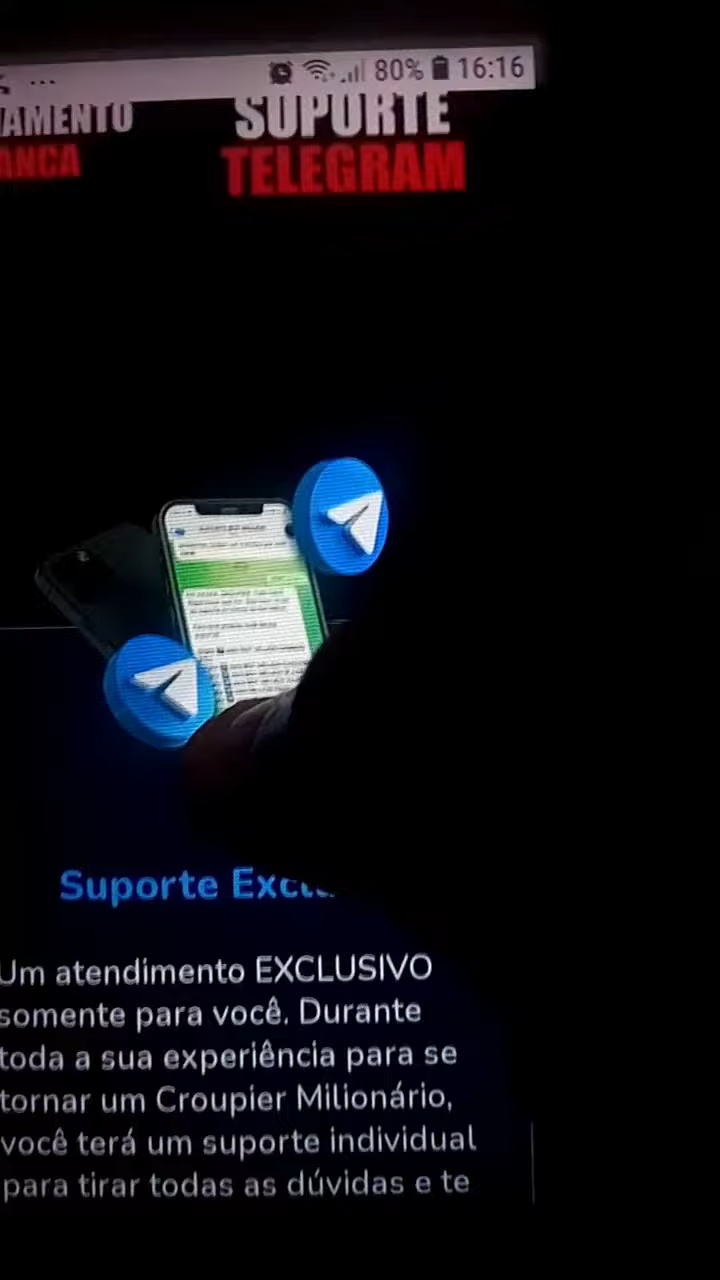 80% 16:16
AMENTO
ANCA
SUPORTE
TELEGRAM
Suporte
Um atendimento EXCLUSIVO
somente para você. Durante
toda a sua experiência para se
tornar um Croupier Milionário,
você terá um suporte individual
para tirar todas as dúvidas e te